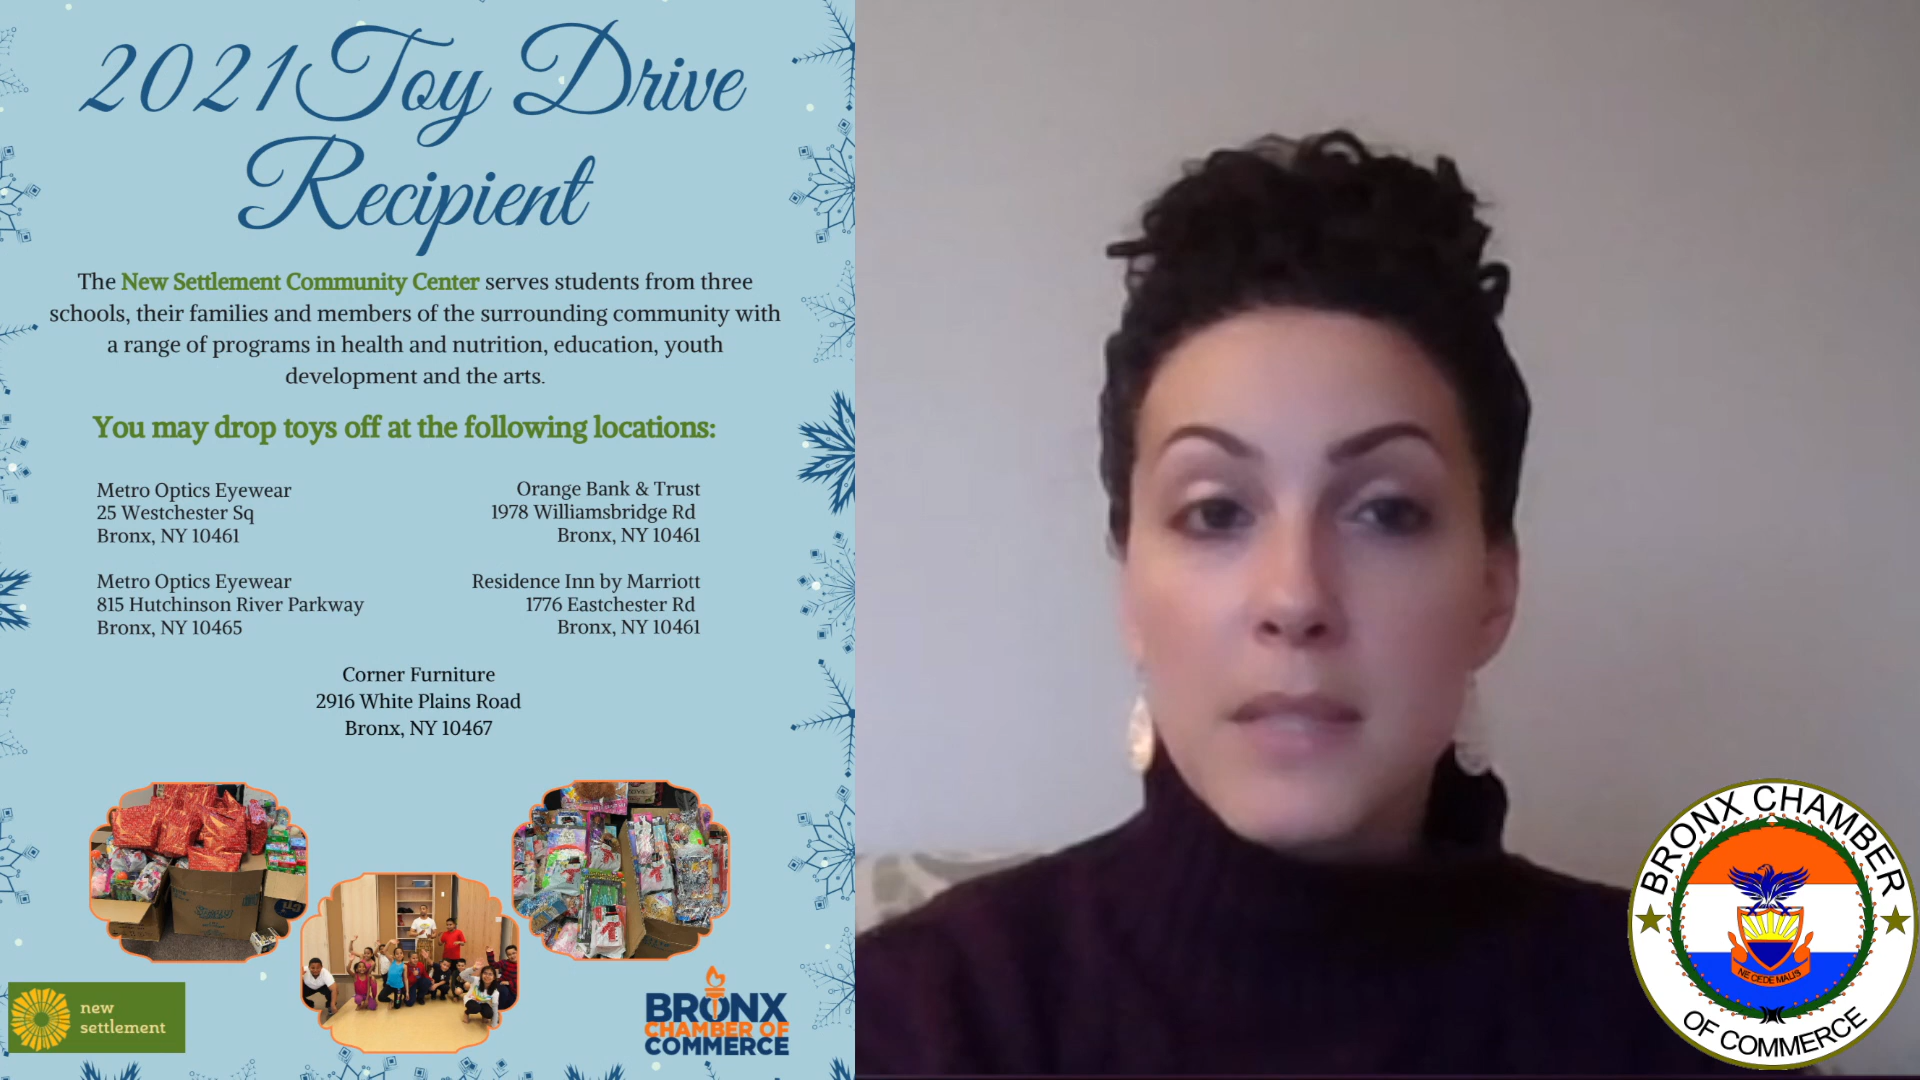 2021 Toy Drive
Recipient
The New Settlement Community Center serves students from three
schools, their families and members of the surrounding community with
a range of programs in health and nutrition, education, youth
development and the arts.
You may drop toys off at the following locations:
Metro Optics Eyewear
25 Westchester Sq
Bronx, NY 10461
Orange Bank & Trust
1978 Williamsbridge Rd
Bronx, NY 10461
Metro Optics Eyewear
815 Hutchinson River Parkway
Bronx, NY 10465
Residence Inn by Marriott
1776 Eastchester Rd
Bronx, NY 10461
Corner Furniture
2916 White Plains Road
Bronx, NY 10467
new
settlement
BRONX
CHAMBER OF
COMMERCE
BRONX CHAMBER
NE CEDE MALIS
OF COMMERCE